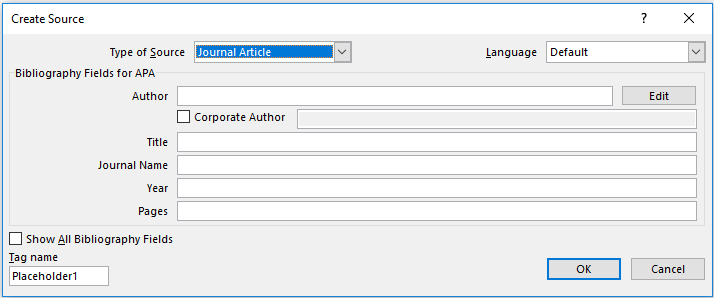 Create Source
Type of Source Journal Article Language Default
Bibliography Fields for APA
Author Edit
Corporate Author
Title
Journal Name
Year
Pages
Show All Bibliography Fields
Tag name
Placeholder1
OK Cancel